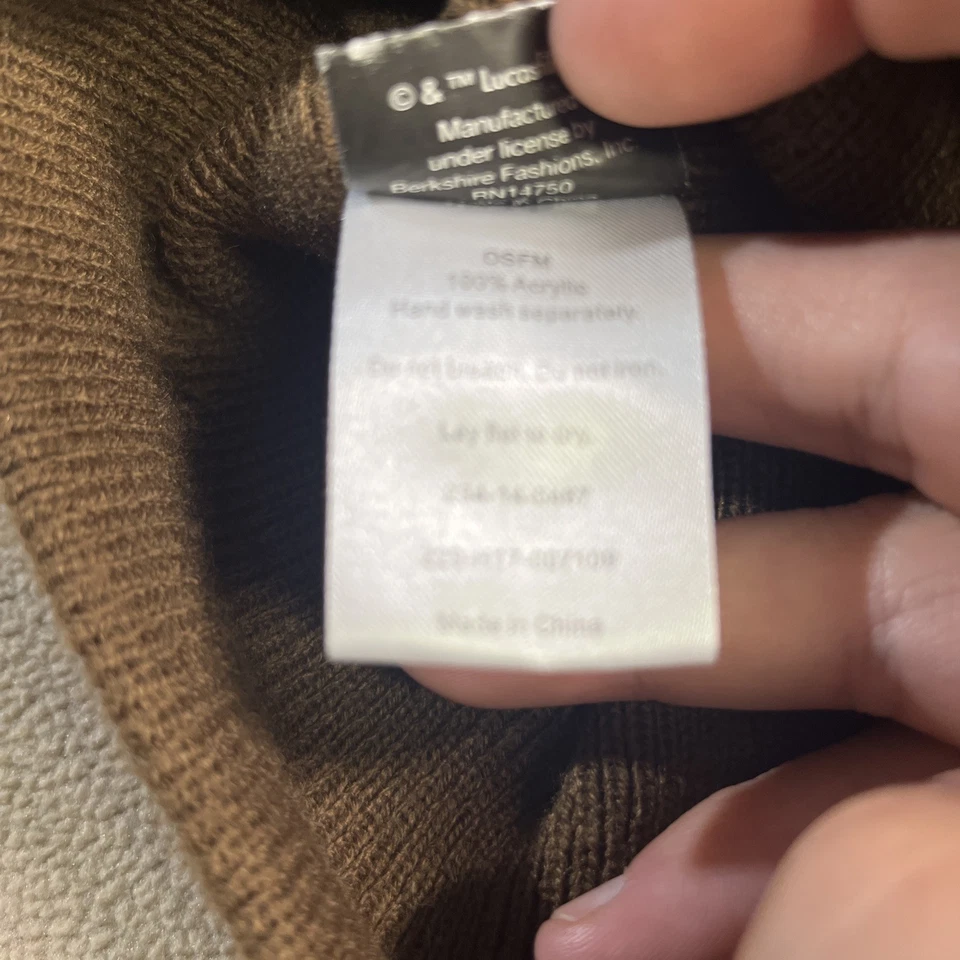 © & ™ Lucas
Manufactured
under license by
Berkshire Fashions, Inc.
RN14750
OSFM
100% Acrylic
Hand wash separately.
Do not bleach. Do not iron.
Lay flat to dry.
Made in China